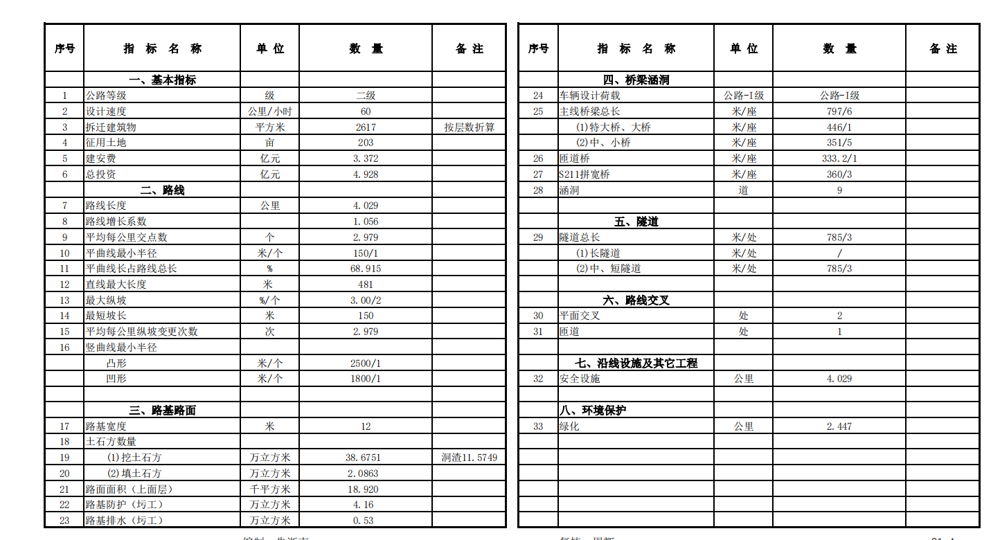 序号 指 标 名 称 单 位 数 量 备 注
一、基本指标
1 公路等级 级 二级
2 设计速度 公里/小时 60
3 拆迁建筑物 平方米 2617 按层数折算
4 征用土地 亩 203
5 建安费 亿元 3.372
6 总投资 亿元 4.928
二、路线
7 路线长度 公里 4.029
8 路线增长系数 1.056
9 平均每公里交点数 个 2.979
10 平曲线最小半径 米/个 150/1
11 平曲线长占路线总长 % 68.915
12 直线最大长度 米 481
13 最大纵坡 %/个 3.00/2
14 最短坡长 米 150
15 平均每公里纵坡变更次数 次 2.979
16 竖曲线最小半径
凸形 米/个 2500/1
凹形 米/个 1800/1
三、路基路面
17 路基宽度 米 12
18 土石方数量
19 (1)挖土石方 万立方米 38.6751 洞渣11.5749
20 (2)填土石方 万立方米 2.0863
21 路面面积（上面层） 千平方米 18.920
22 路基防护（圬工） 万立方米 4.16
23 路基排水（圬工） 万立方米 0.53
序号 指 标 名 称 单 位 数 量 备 注
四、桥梁涵洞
24 车辆设计荷载 公路-I级 公路-I级
25 主线桥梁总长 米/座 797/6
(1)特大桥、大桥 米/座 446/1
(2)中、小桥 米/座 351/5
26 匝道桥 米/座 333.2/1
27 S211拼宽桥 米/座 360/3
28 涵洞 道 9
五、隧道
29 隧道总长 米/处 785/3
(1)长隧道 米/处 /
(2)中、短隧道 米/处 785/3
六、路线交叉
30 平面交叉 处 2
31 匝道 处 1
七、沿线设施及其它工程
32 安全设施 公里 4.029
八、环境保护
33 绿化 公里 2.447